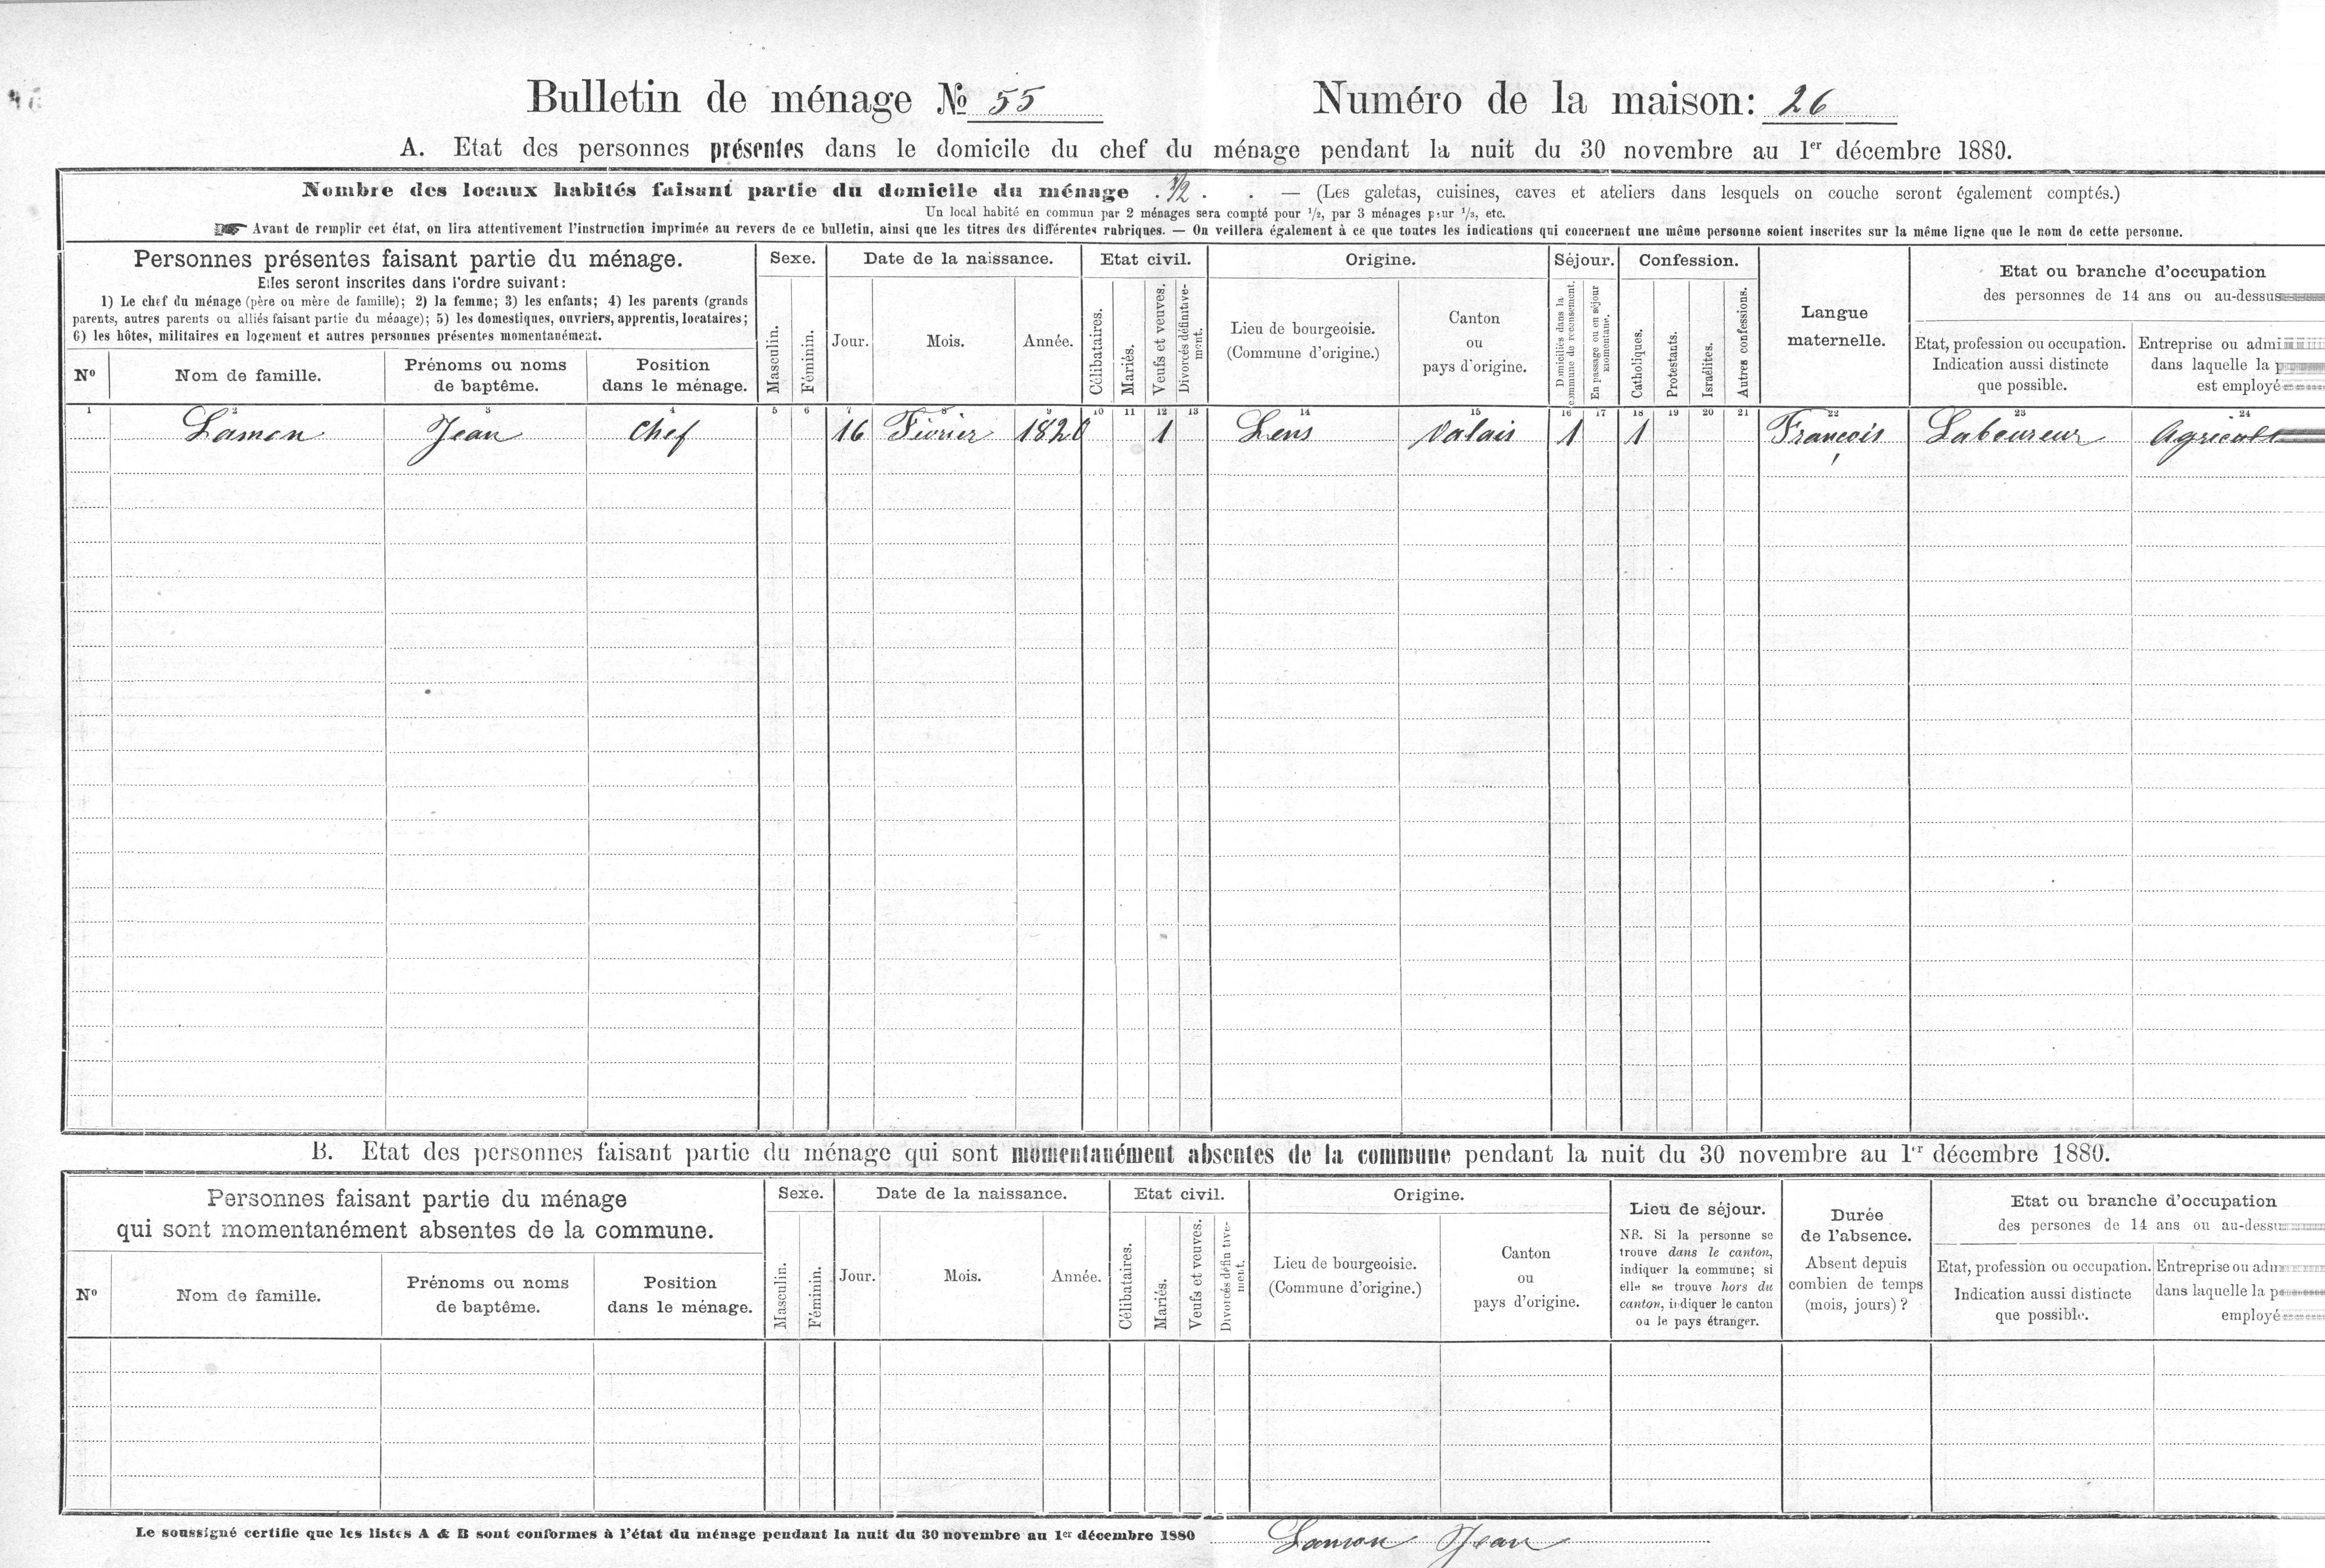 Bulletin de ménage № 55 Numéro de la maison: 26
A. Etat des personnes présentes dans le domicile du chef du ménage pendant la nuit du 30 novembre au 1er décembre 1880.
Nombre des locaux habités faisant partie du domicile du ménage . 1/2 . . — (Les galetas, cuisines, caves et ateliers dans lesquels on couche seront également comptés.)
Un local habité en commun par 2 ménages sera compté pour 1/2, par 3 ménages pour 1/3, etc.
☞ Avant de remplir cet état, on lira attentivement l'instruction imprimée au revers de ce bulletin, ainsi que les titres des différentes rubriques. — On veillera également à ce que toutes les indications qui concernent une même personne soient inscrites sur la même ligne que le nom de cette personne.
Personnes présentes faisant partie du ménage.
Elles seront inscrites dans l'ordre suivant:
1) Le chef du ménage (père ou mère de famille); 2) la femme; 3) les enfants; 4) les parents (grands
parents, autres parents ou alliés faisant partie du ménage); 5) les domestiques, ouvriers, apprentis, locataires;
6) les hôtes, militaires en logement et autres personnes présentes momentanément.
No
Nom de famille.
Prénoms ou noms
de baptême.
Position
dans le ménage.
Sexe.
Masculin.
Féminin.
Date de la naissance.
Jour.
Mois.
Année.
Etat civil.
Célibataires.
Mariés.
Veufs et veuves.
Divorcés définitive-
ment.
Origine.
Lieu de bourgeoisie.
(Commune d'origine.)
Canton
ou
pays d'origine.
Séjour.
Domiciliés dans la
commune de recensement.
En passage ou en séjour
momentané.
Confession.
Catholiques.
Protestants.
Israélites.
Autres confessions.
Langue
maternelle.
Etat ou branche d'occupation
des personnes de 14 ans ou au-dessus
Etat, profession ou occupation.
Indication aussi distincte
que possible.
Entreprise ou admi
dans laquelle la p
est employé
1 2 3 4 5 6 7 8 9 10 11 12 13 14 15 16 17 18 19 20 21 22 23 24
Lamon Jean Chef 16 Février 1820 1 Lens Valais 1 1 François Laboureur Agricult
B. Etat des personnes faisant partie du ménage qui sont momentanément absentes de la commune pendant la nuit du 30 novembre au 1er décembre 1880.
Personnes faisant partie du ménage
qui sont momentanément absentes de la commune.
No
Nom de famille.
Prénoms ou noms
de baptême.
Position
dans le ménage.
Sexe.
Masculin.
Féminin.
Date de la naissance.
Jour.
Mois.
Année.
Etat civil.
Célibataires.
Mariés.
Veufs et veuves.
Divorcés définitive-
ment.
Origine.
Lieu de bourgeoisie.
(Commune d'origine.)
Canton
ou
pays d'origine.
Lieu de séjour.
NB. Si la personne se
trouve dans le canton,
indiquer la commune; si
elle se trouve hors du
canton, indiquer le canton
ou le pays étranger.
Durée
de l'absence.
Absent depuis
combien de temps
(mois, jours)?
Etat ou branche d'occupation
des persones de 14 ans ou au-dessu
Etat, profession ou occupation.
Indication aussi distincte
que possible.
Entreprise ou adm
dans laquelle la p
employé
Le soussigné certifie que les listes A & B sont conformes à l'état du ménage pendant la nuit du 30 novembre au 1er décembre 1880 Lamon Jean